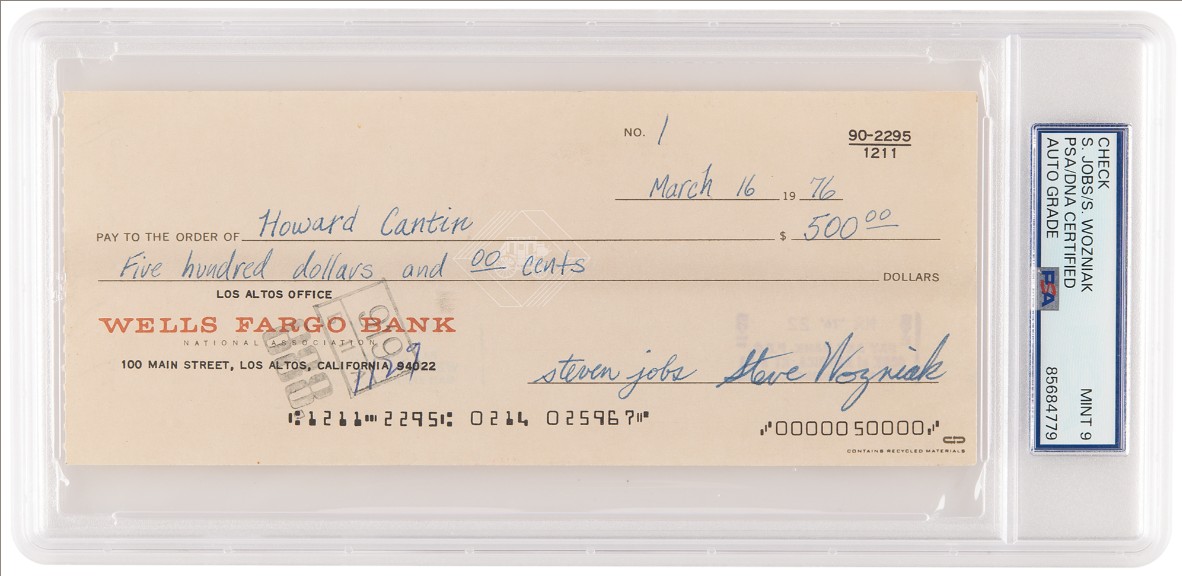 NO. 1
90-2295
1211
March 16 1976
PAY TO THE ORDER OF Howard Cantin $ 500 00
Five hundred dollars and 00 cents DOLLARS
LOS ALTOS OFFICE
WELLS FARGO BANK
NATIONAL ASSOCIATION
100 MAIN STREET, LOS ALTOS, CALIFORNIA 94022
919
steven jobs Steve Wozniak
⑆1211⑉2295⑆ 0214 025967⑈
⑈0000050000⑈
CONTAINS RECYCLED MATERIALS
CHECK
S. JOBS/S. WOZNIAK
PSA/DNA CERTIFIED
AUTO GRADE
MINT 9
85684779
PSA